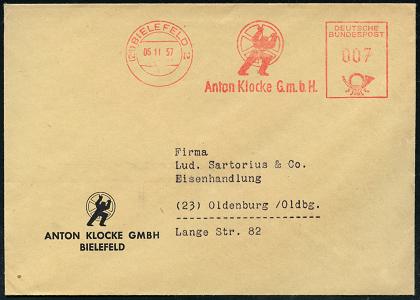 (21) BIELEFELD 2
05 11 57
Anton Klocke G.m.b.H.
DEUTSCHE
BUNDESPOST
007
Firma
Lud. Sartorius & Co.
Eisenhandlung
(23) Oldenburg /Oldbg.
Lange Str. 82
ANTON KLOCKE GMBH
BIELEFELD